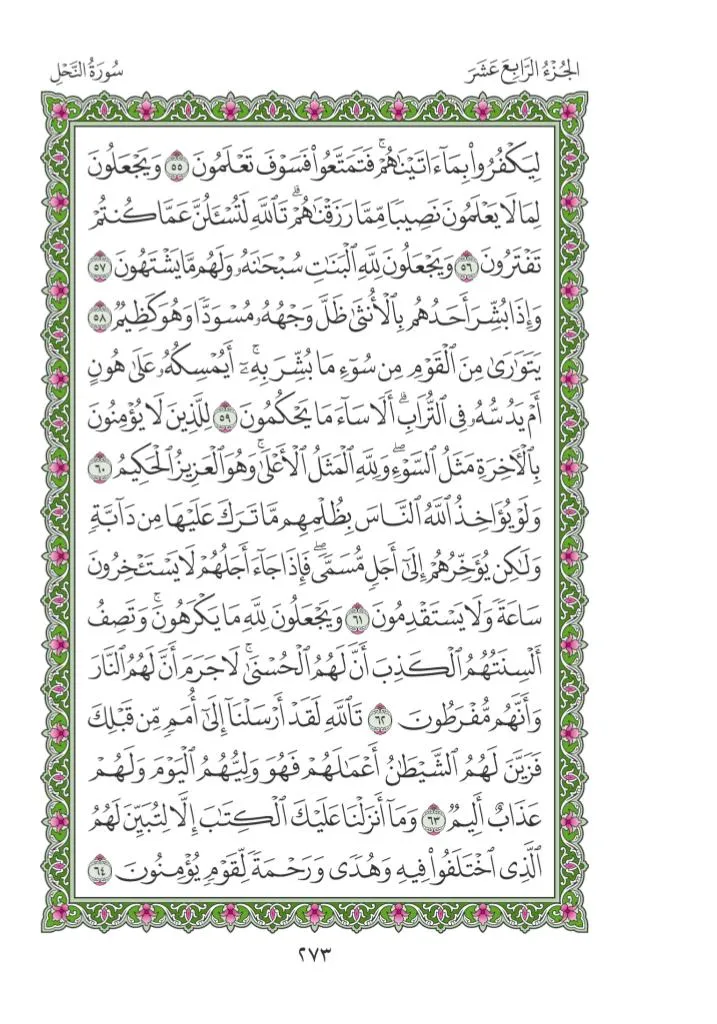 الجُزْءُ الرَّابِعَ عَشَرَ
سُورَةُ النَّحْلِ
لِيَكْفُرُوا۟ بِمَآ ءَاتَيْنَٰهُمْ ۚ فَتَمَتَّعُوا۟ فَسَوْفَ تَعْلَمُونَ ٥٥ وَيَجْعَلُونَ
لِمَا لَا يَعْلَمُونَ نَصِيبًا مِّمَّا رَزَقْنَٰهُمْ ۗ تَٱللَّهِ لَتُسْـَٔلُنَّ عَمَّا كُنتُمْ
تَفْتَرُونَ ٥٦ وَيَجْعَلُونَ لِلَّهِ ٱلْبَنَٰتِ سُبْحَٰنَهُۥ وَلَهُم مَّا يَشْتَهُونَ ٥٧
وَإِذَا بُشِّرَ أَحَدُهُم بِٱلْأُنثَىٰ ظَلَّ وَجْهُهُۥ مُسْوَدًّا وَهُوَ كَظِيمٌ ٥٨
يَتَوَٰرَىٰ مِنَ ٱلْقَوْمِ مِن سُوٓءِ مَا بُشِّرَ بِهِۦٓ ۚ أَيُمْسِكُهُۥ عَلَىٰ هُونٍ
أَمْ يَدُسُّهُۥ فِى ٱلتُّرَابِ ۗ أَلَا سَآءَ مَا يَحْكُمُونَ ٥٩ لِلَّذِينَ لَا يُؤْمِنُونَ
بِٱلْأَخِرَةِ مَثَلُ ٱلسَّوْءِ ۖ وَلِلَّهِ ٱلْمَثَلُ ٱلْأَعْلَىٰ ۚ وَهُوَ ٱلْعَزِيزُ ٱلْحَكِيمُ ٦٠
وَلَوْ يُؤَاخِذُ ٱللَّهُ ٱلنَّاسَ بِظُلْمِهِم مَّا تَرَكَ عَلَيْهَا مِن دَآبَّةٍ
وَلَٰكِن يُؤَخِّرُهُمْ إِلَىٰٓ أَجَلٍ مُّسَمًّى ۖ فَإِذَا جَآءَ أَجَلُهُمْ لَا يَسْتَـْٔخِرُونَ
سَاعَةً وَلَا يَسْتَقْدِمُونَ ٦١ وَيَجْعَلُونَ لِلَّهِ مَا يَكْرَهُونَ ۚ وَتَصِفُ
أَلْسِنَتُهُمُ ٱلْكَذِبَ أَنَّ لَهُمُ ٱلْحُسْنَىٰ ۖ لَا جَرَمَ أَنَّ لَهُمُ ٱلنَّارَ
وَأَنَّهُم مُّفْرَطُونَ ٦٢ تَٱللَّهِ لَقَدْ أَرْسَلْنَآ إِلَىٰٓ أُمَمٍ مِّن قَبْلِكَ
فَزَيَّنَ لَهُمُ ٱلشَّيْطَٰنُ أَعْمَٰلَهُمْ فَهُوَ وَلِيُّهُمُ ٱلْيَوْمَ وَلَهُمْ
عَذَابٌ أَلِيمٌ ٦٣ وَمَآ أَنزَلْنَا عَلَيْكَ ٱلْكِتَٰبَ إِلَّا لِتُبَيِّنَ لَهُمُ
ٱلَّذِى ٱخْتَلَفُوا۟ فِيهِ وَهُدًى وَرَحْمَةً لِّقَوْمٍ يُؤْمِنُونَ ٦٤
٢٧٣